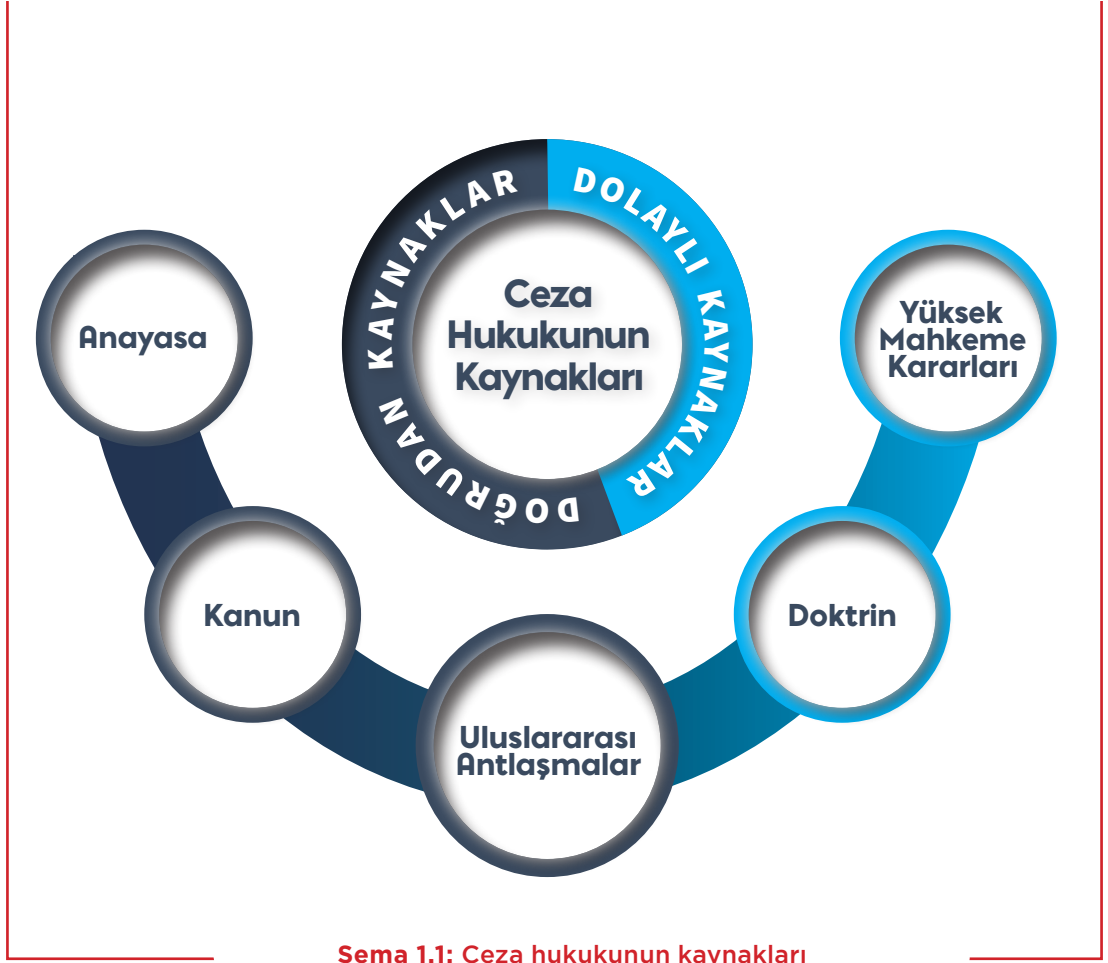 DOĞRUDAN KAYNAKLAR
DOLAYLI KAYNAKLAR
Ceza
Hukukunun
Kaynakları
Anayasa
Kanun
Uluslararası
Antlaşmalar
Doktrin
Yüksek
Mahkeme
Kararları
Şema 1.1: Ceza hukukunun kaynakları